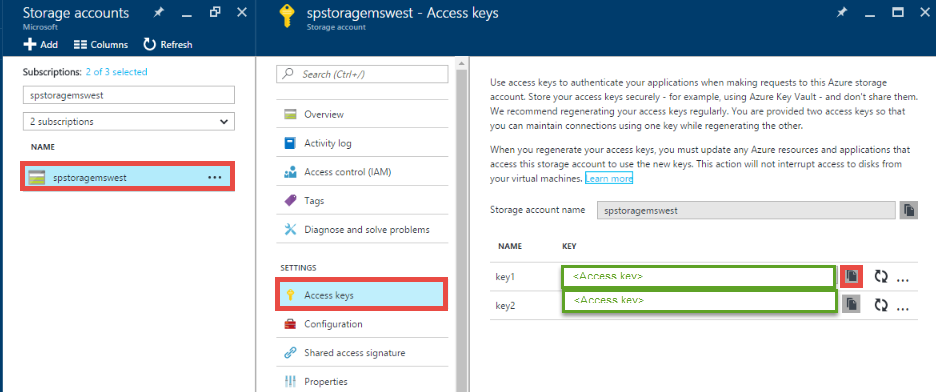 Storage accounts
Microsoft
Add Columns Refresh
Subscriptions: 2 of 3 selected
spstoragemswest
2 subscriptions
NAME
spstoragemswest ...
spstoragemswest - Access keys
Storage account
Search (Ctrl+/)
Overview
Activity log
Access control (IAM)
Tags
Diagnose and solve problems
SETTINGS
Access keys
Configuration
Shared access signature
Properties
Use access keys to authenticate your applications when making requests to this Azure storage
account. Store your access keys securely - for example, using Azure Key Vault - and don't share them.
We recommend regenerating your access keys regularly. You are provided two access keys so that
you can maintain connections using one key while regenerating the other.
When you regenerate your access keys, you must update any Azure resources and applications that
access this storage account to use the new keys. This action will not interrupt access to disks from
your virtual machines. Learn more
Storage account name spstoragemswest
NAME KEY
key1 <Access key> ...
key2 <Access key> ...